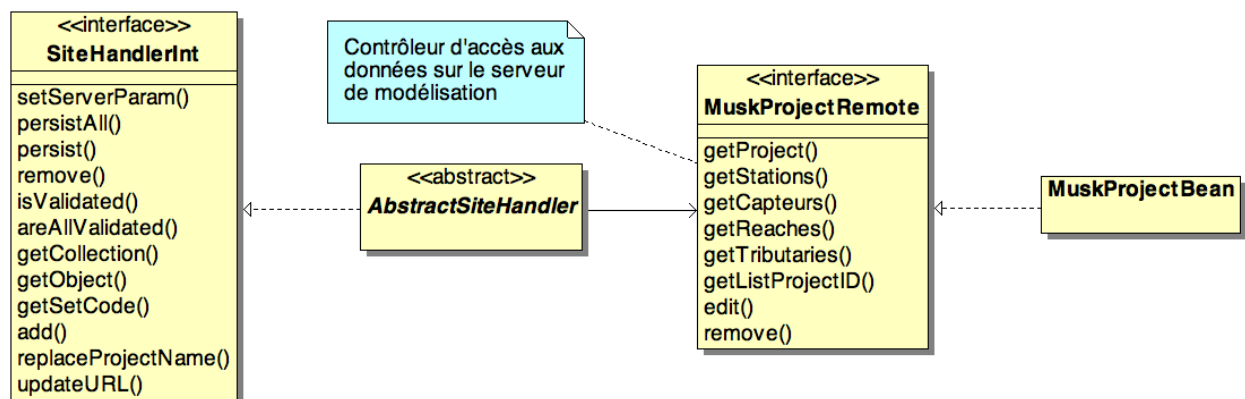 <<interface>>
SiteHandlerInt
setServerParam()
persistAll()
persist()
remove()
isValidated()
areAllValidated()
getCollection()
getObject()
getSetCode()
add()
replaceProjectName()
updateURL()
Contrôleur d'accès aux
données sur le serveur
de modélisation
<<abstract>>
AbstractSiteHandler
<<interface>>
MuskProjectRemote
getProject()
getStations()
getCapteurs()
getReaches()
getTributaries()
getListProjectID()
edit()
remove()
MuskProjectBean